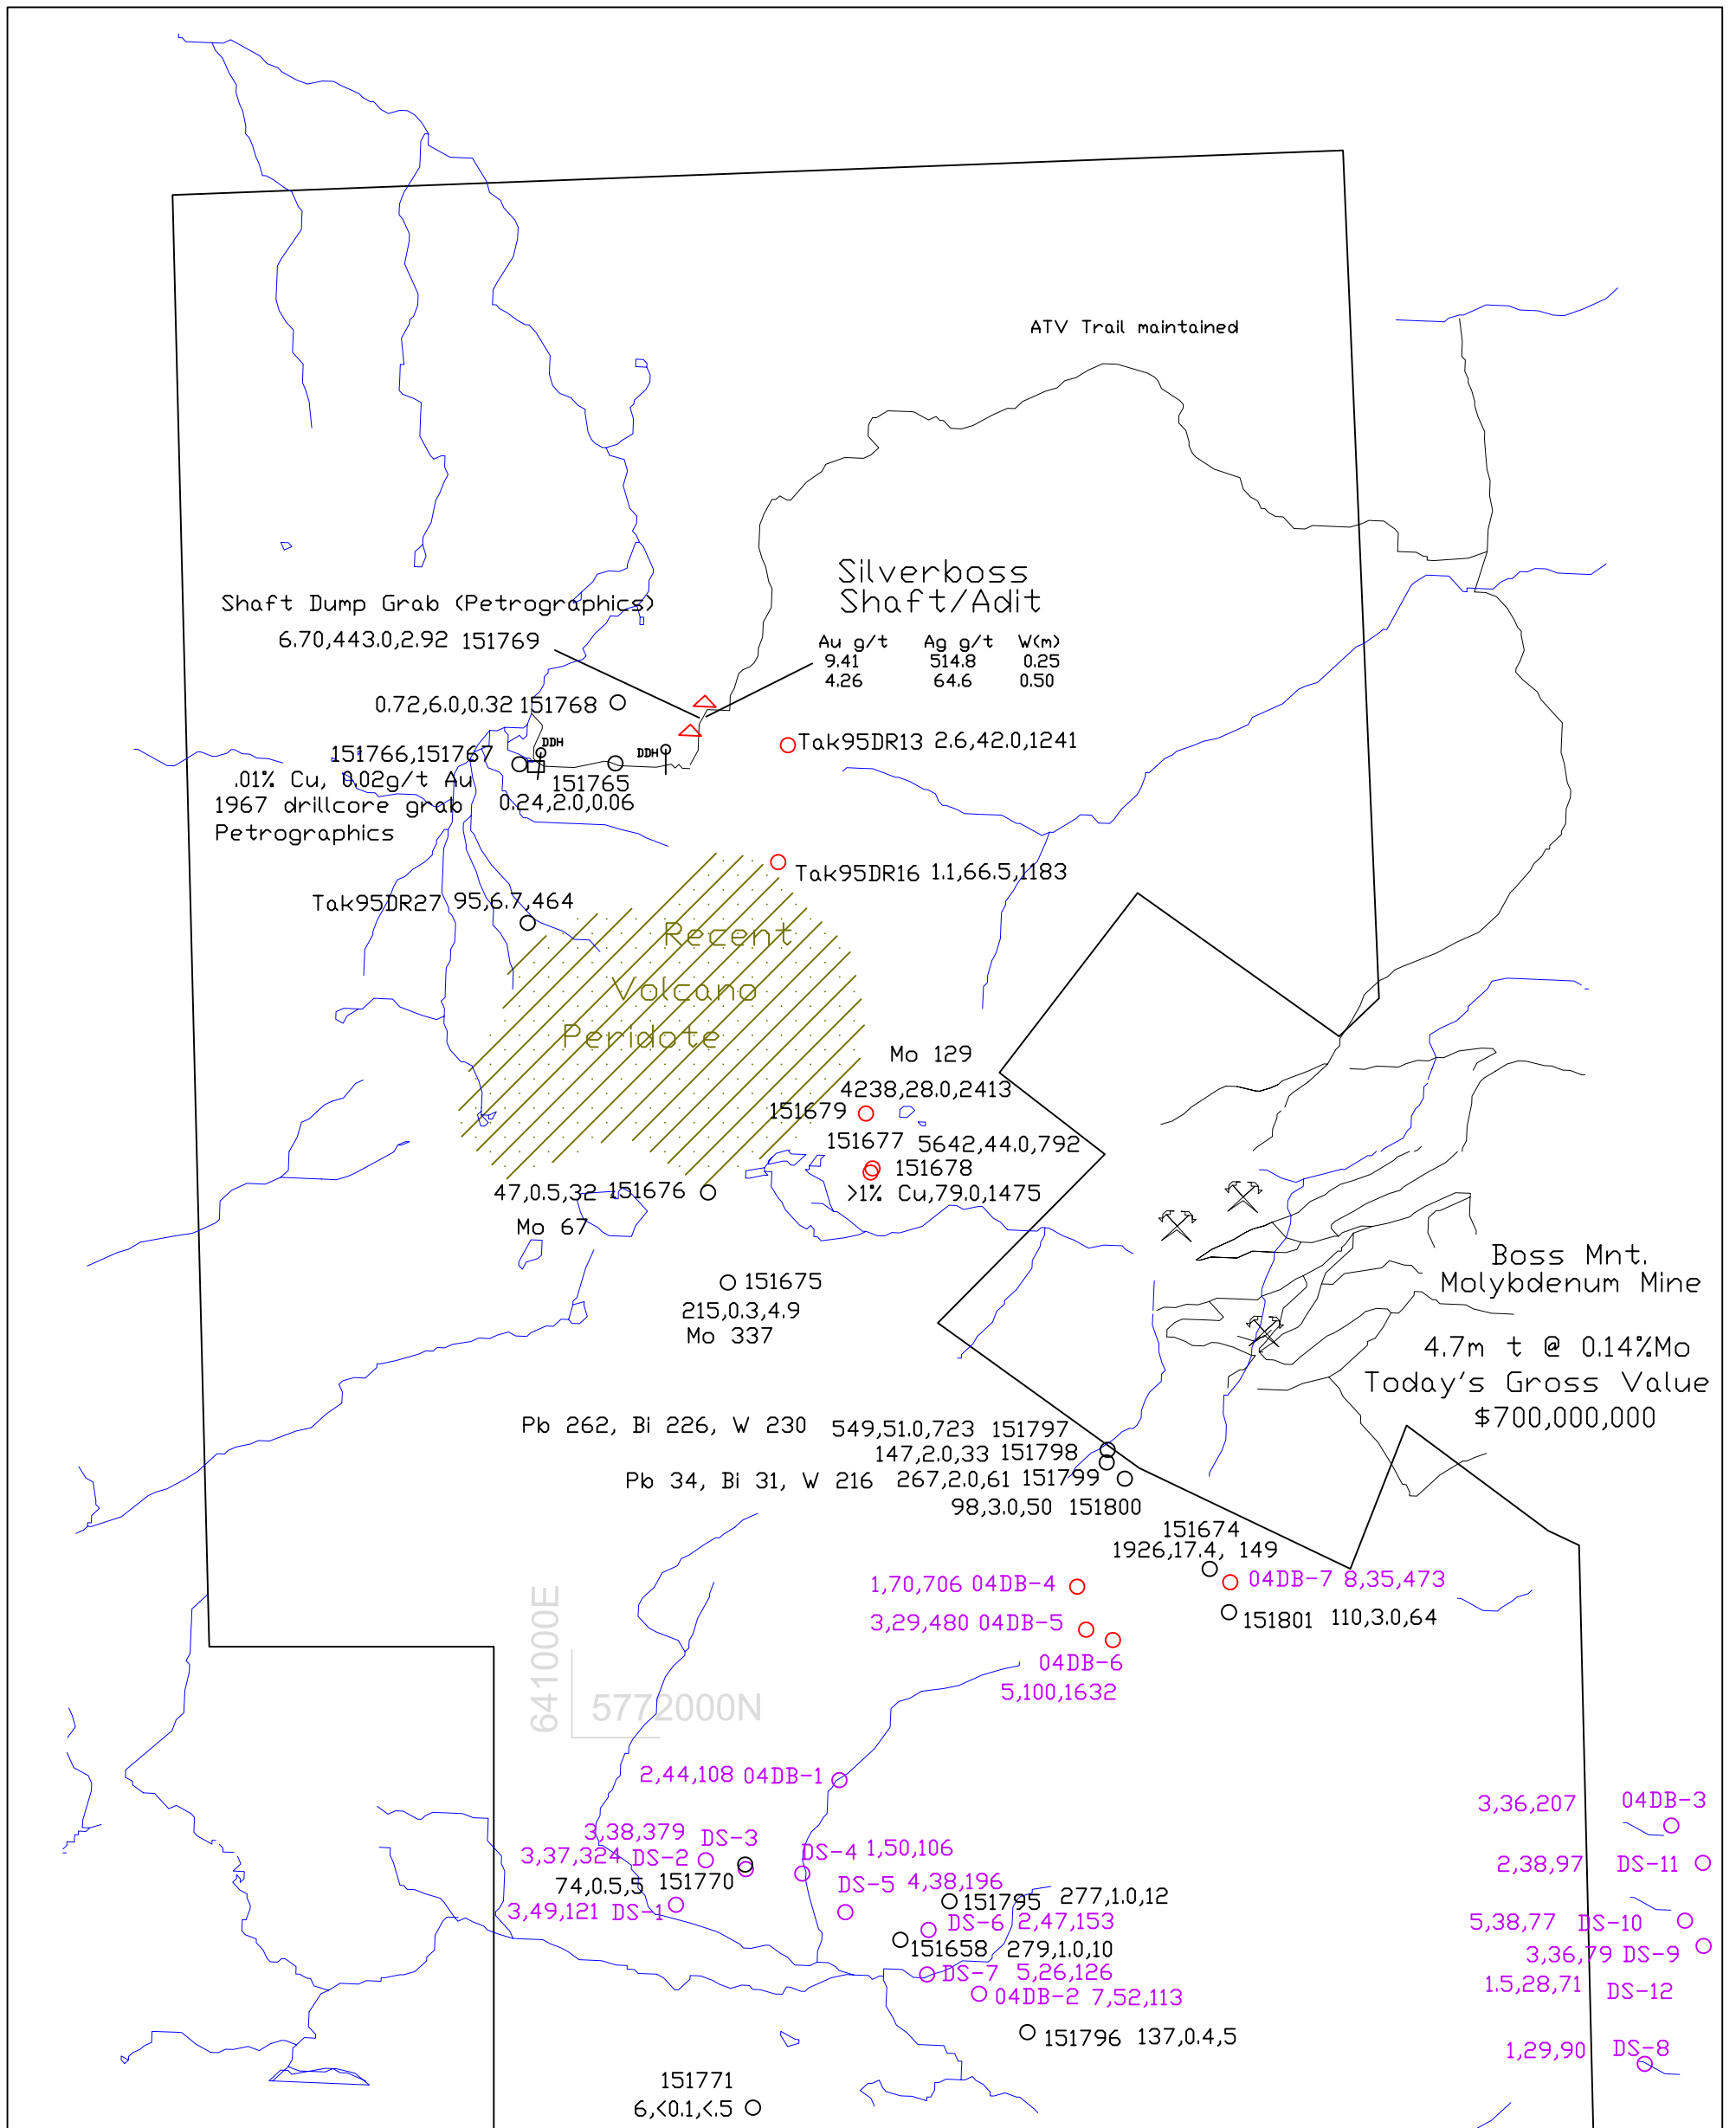 ATV Trail maintained
Silverboss
Shaft/Adit
Shaft Dump Grab (Petrographics)
6.70,443.0,2.92 151769
Au g/t Ag g/t W(m)
9.41 514.8 0.25
4.26 64.6 0.50
0.72,6.0,0.32 151768
DDH
DDH
Tak95DR13 2.6,42.0,1241
151766,151767
.01% Cu, 0.02g/t Au
1967 drillcore grab
Petrographics
151765
0.24,2.0,0.06
Tak95DR16 1.1,66.5,1183
Tak95DR27 95,6.7,464
Recent
Volcano
Peridote
Mo 129
4238,28.0,2413
151679
151677 5642,44.0,792
151678
>1% Cu,79.0,1475
47,0.5,32 151676
Mo 67
151675
215,0.3,4.9
Mo 337
Boss Mnt.
Molybdenum Mine
4.7m t @ 0.14%Mo
Today's Gross Value
$700,000,000
Pb 262, Bi 226, W 230 549,51.0,723 151797
147,2.0,33 151798
Pb 34, Bi 31, W 216 267,2.0,61 151799
98,3.0,50 151800
151674
1926,17.4, 149
1,70,706 04DB-4
04DB-7 8,35,473
3,29,480 04DB-5
151801 110,3.0,64
04DB-6
5,100,1632
641000E
5772000N
2,44,108 04DB-1
3,36,207 04DB-3
3,38,379 DS-3
3,37,324 DS-2
DS-4 1,50,106
2,38,97 DS-11
74,0.5,5 151770
DS-5 4,38,196
151795 277,1.0,12
3,49,121 DS-1
DS-6 2,47,153
5,38,77 DS-10
151658 279,1.0,10
3,36,79 DS-9
DS-7 5,26,126
1.5,28,71 DS-12
04DB-2 7,52,113
151796 137,0.4,5
1,29,90 DS-8
151771
6,<0.1,<.5